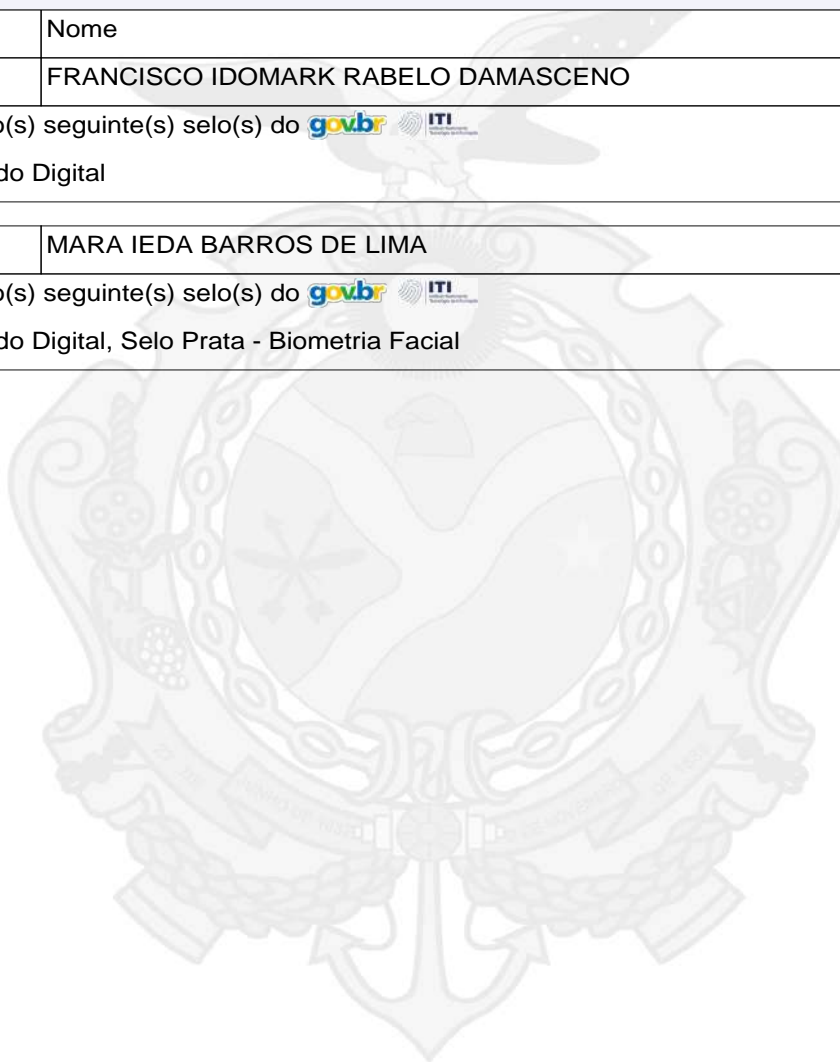 Nome
FRANCISCO IDOMARK RABELO DAMASCENO
o(s) seguinte(s) selo(s) do gov.br ITI
do Digital
MARA IEDA BARROS DE LIMA
o(s) seguinte(s) selo(s) do gov.br ITI
do Digital, Selo Prata - Biometria Facial